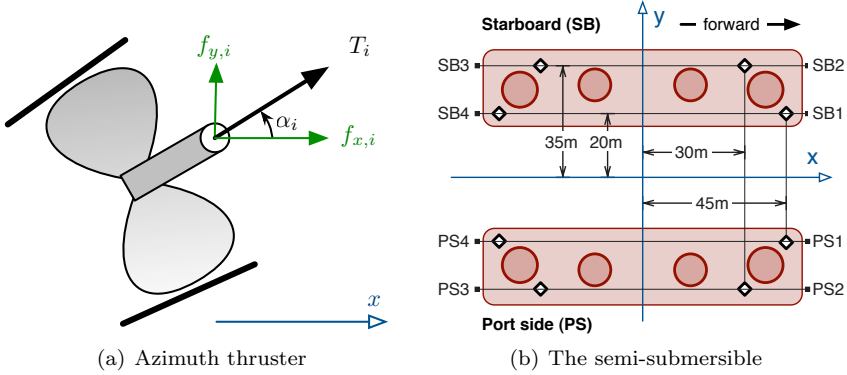 f_{y,i}
T_i
α_i
f_{x,i}
x
(a) Azimuth thruster
Starboard (SB)
y
forward
SB3
SB2
SB4
SB1
35m
20m
30m
x
45m
PS4
PS1
PS3
PS2
Port side (PS)
(b) The semi-submersible